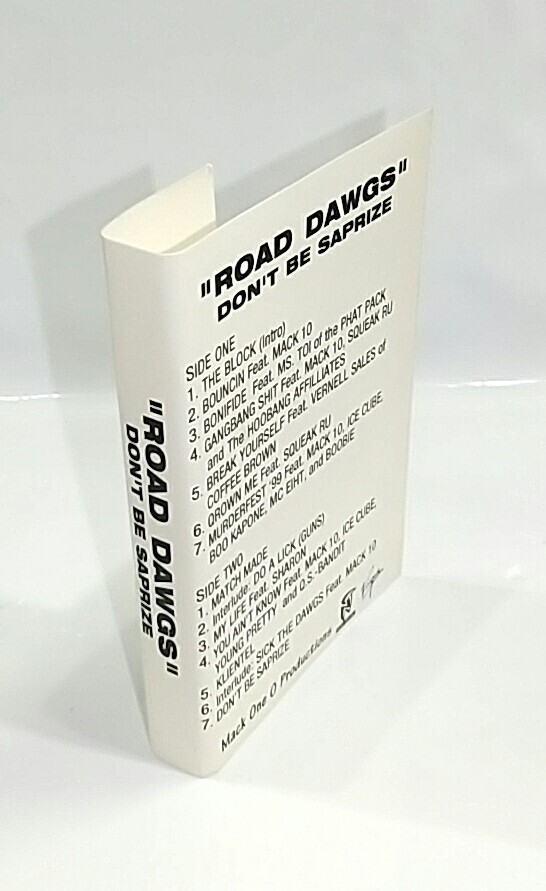 "ROAD DAWGS"
DON'T BE SAPRIZE
SIDE ONE
1. THE BLOCK (Intro)
2. BOUNCIN Feat. MACK 10
3. BONIFIDE Feat. MS. TOI of the PHAT PACK
4. GANGBANG SHIT Feat. MACK 10, SQUEAK RU
and The HOOBANG AFFILLIATES
5. BREAK YOURSELF Feat. VERNELL SALES of
COFFEE BROWN
6. QROWN ME Feat. SQUEAK RU
7. MURDERFEST '99 Feat. MACK 10, ICE CUBE,
BOO KAPONE, MC EIHT, and BOOBIE
SIDE TWO
1. MATCH MADE
2. Interlude: DO A LICK (GUNS)
3. MY LIFE Feat. SHARON
4. YOU AIN'T KNOW Feat. MACK 10, ICE CUBE,
YOUNG PRETTY and O.S.-BANDIT
5. KLIENTEL
6. Interlude: SICK THE DAWGS Feat. MACK 10
7. DON'T BE SAPRIZE
Mack One O Productions
Virgin
"ROAD DAWGS"
DON'T BE SAPRIZE